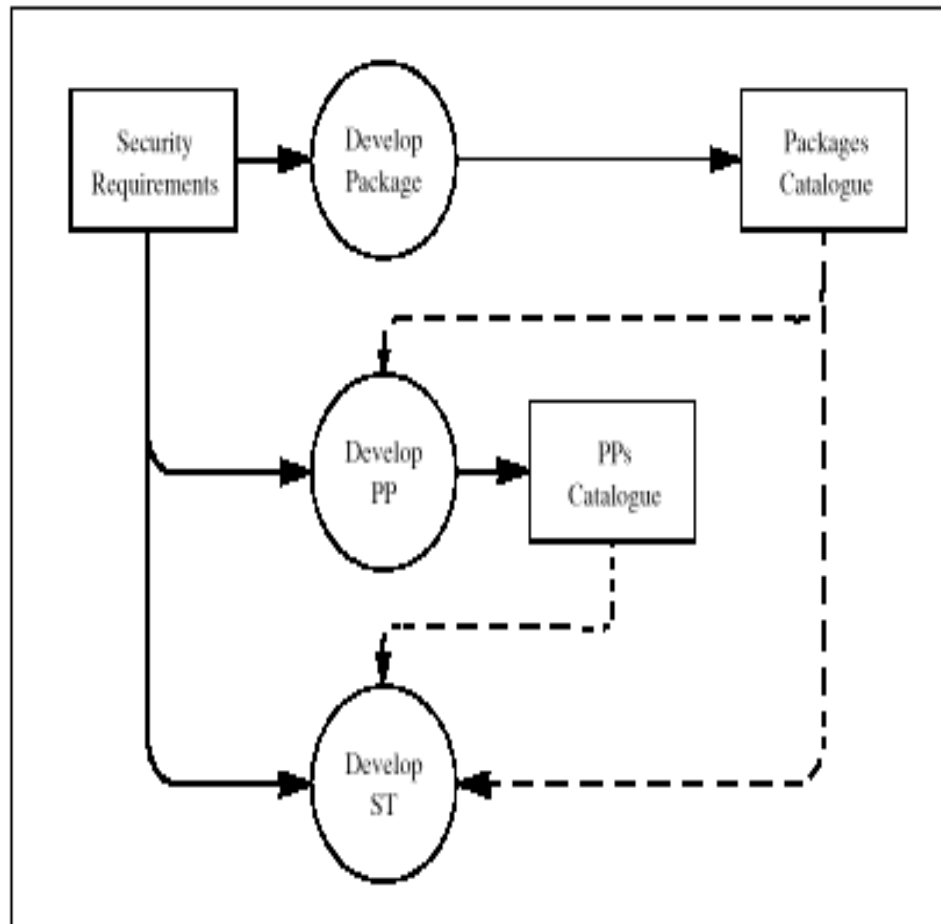 Security
Requirements
Develop
Package
Packages
Catalogue
Develop
PP
PPs
Catalogue
Develop
ST